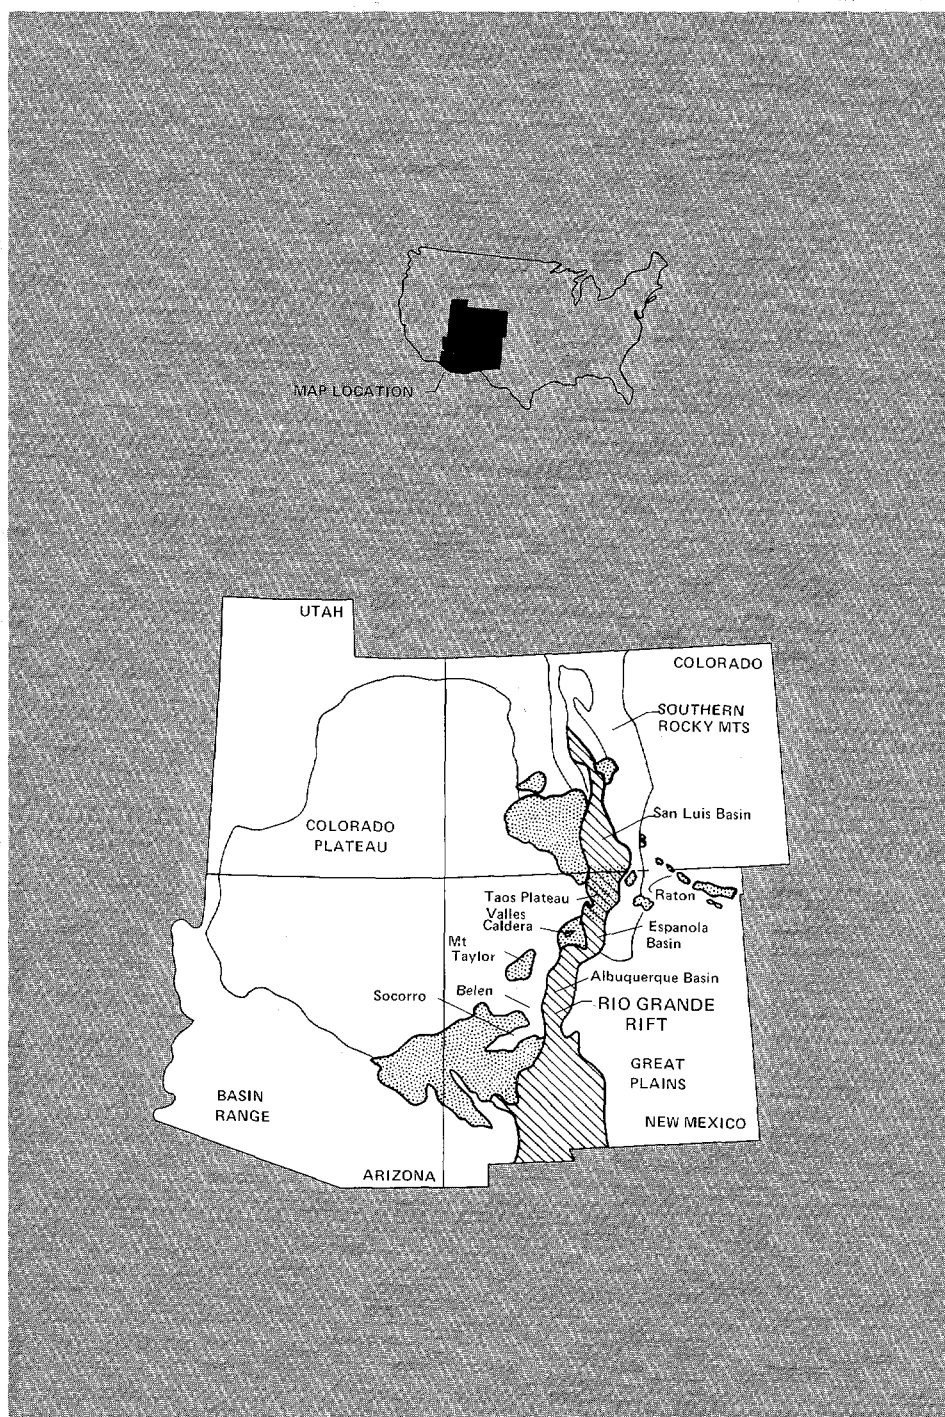 MAP LOCATION
UTAH
COLORADO
SOUTHERN
ROCKY MTS
San Luis Basin
COLORADO
PLATEAU
Taos Plateau
Raton
Valles
Caldera
Espanola
Basin
Mt
Taylor
Albuquerque Basin
Belen
Socorro
RIO GRANDE
RIFT
GREAT
PLAINS
BASIN
RANGE
NEW MEXICO
ARIZONA